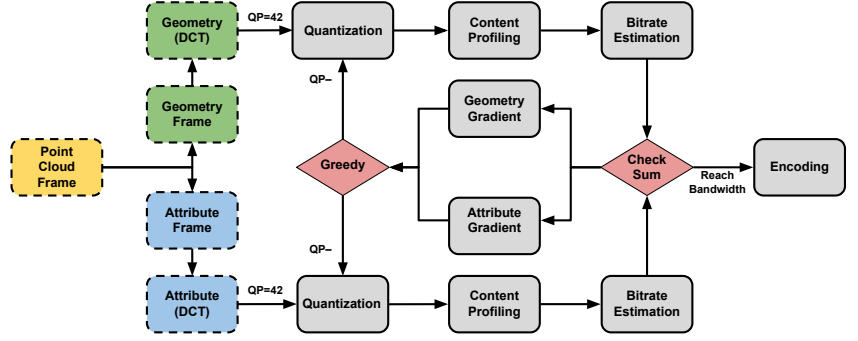 Geometry
(DCT)
QP=42
Quantization
Content
Profiling
Bitrate
Estimation
QP–
Geometry
Frame
Geometry
Gradient
Point
Cloud
Frame
Greedy
Check
Sum
Reach
Bandwidth
Encoding
Attribute
Frame
Attribute
Gradient
QP–
Attribute
(DCT)
QP=42
Quantization
Content
Profiling
Bitrate
Estimation